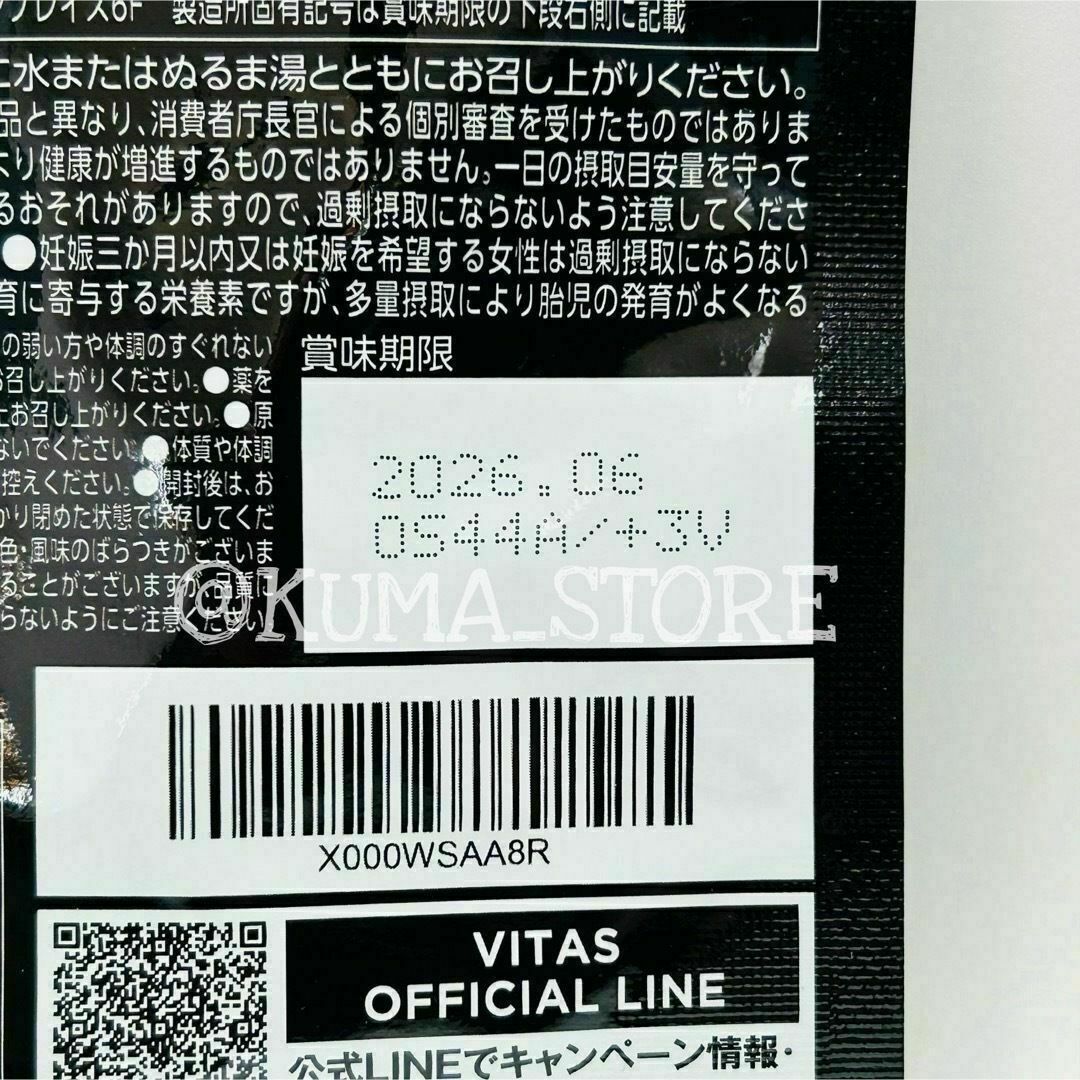 プレイス6F 製造所固有記号は賞味期限の下段右側に記載
に水またはぬるま湯とともにお召し上がりください。
品と異なり、消費者庁長官による個別審査を受けたものではありま
より健康が増進するものではありません。一日の摂取目安量を守って
るおそれがありますので、過剰摂取にならないよう注意してくださ
●妊娠三か月以内又は妊娠を希望する女性は過剰摂取にならない
育に寄与する栄養素ですが、多量摂取により胎児の発育がよくなる
の弱い方や体調のすぐれない
お召し上がりください。●薬を
上お召し上がりください。●原
ないでください。●体質や体調
控えください。●開封後は、お
かり閉めた状態で保存してくだ
色・風味のばらつきがございま
ることがございますが、品質に
らないようにご注意ください。
賞味期限
2026.06
0544A/+3V
@KUMA_STORE
X000WSAA8R
VITAS
OFFICIAL LINE
公式LINEでキャンペーン情報・